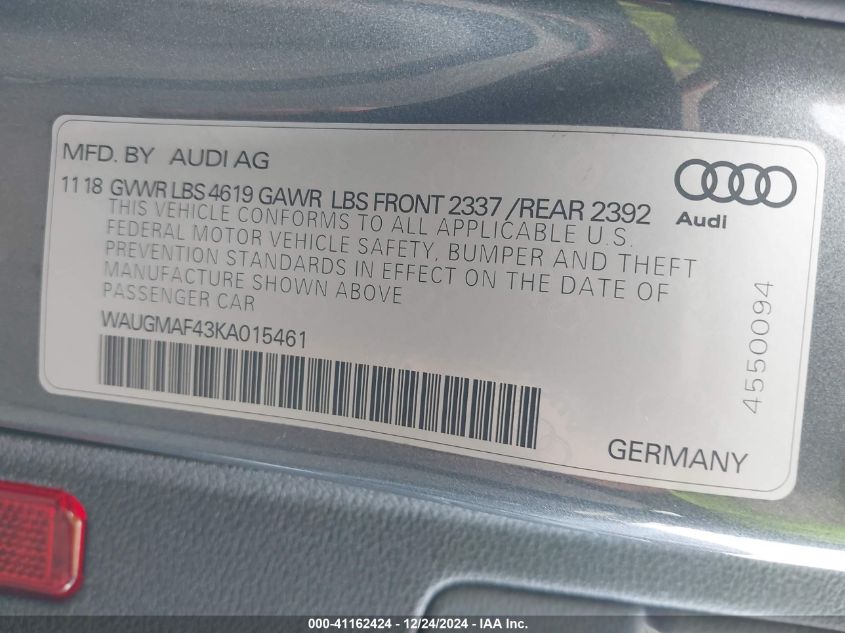 MFD. BY AUDI AG
11 18 GVWR LBS 4619 GAWR LBS FRONT 2337 /REAR 2392
THIS VEHICLE CONFORMS TO ALL APPLICABLE U.S.
FEDERAL MOTOR VEHICLE SAFETY, BUMPER AND THEFT
PREVENTION STANDARDS IN EFFECT ON THE DATE OF
MANUFACTURE SHOWN ABOVE
PASSENGER CAR
WAUGMAF43KA015461
Audi
4550094
GERMANY
000-41162424 - 12/24/2024 - IAA Inc.